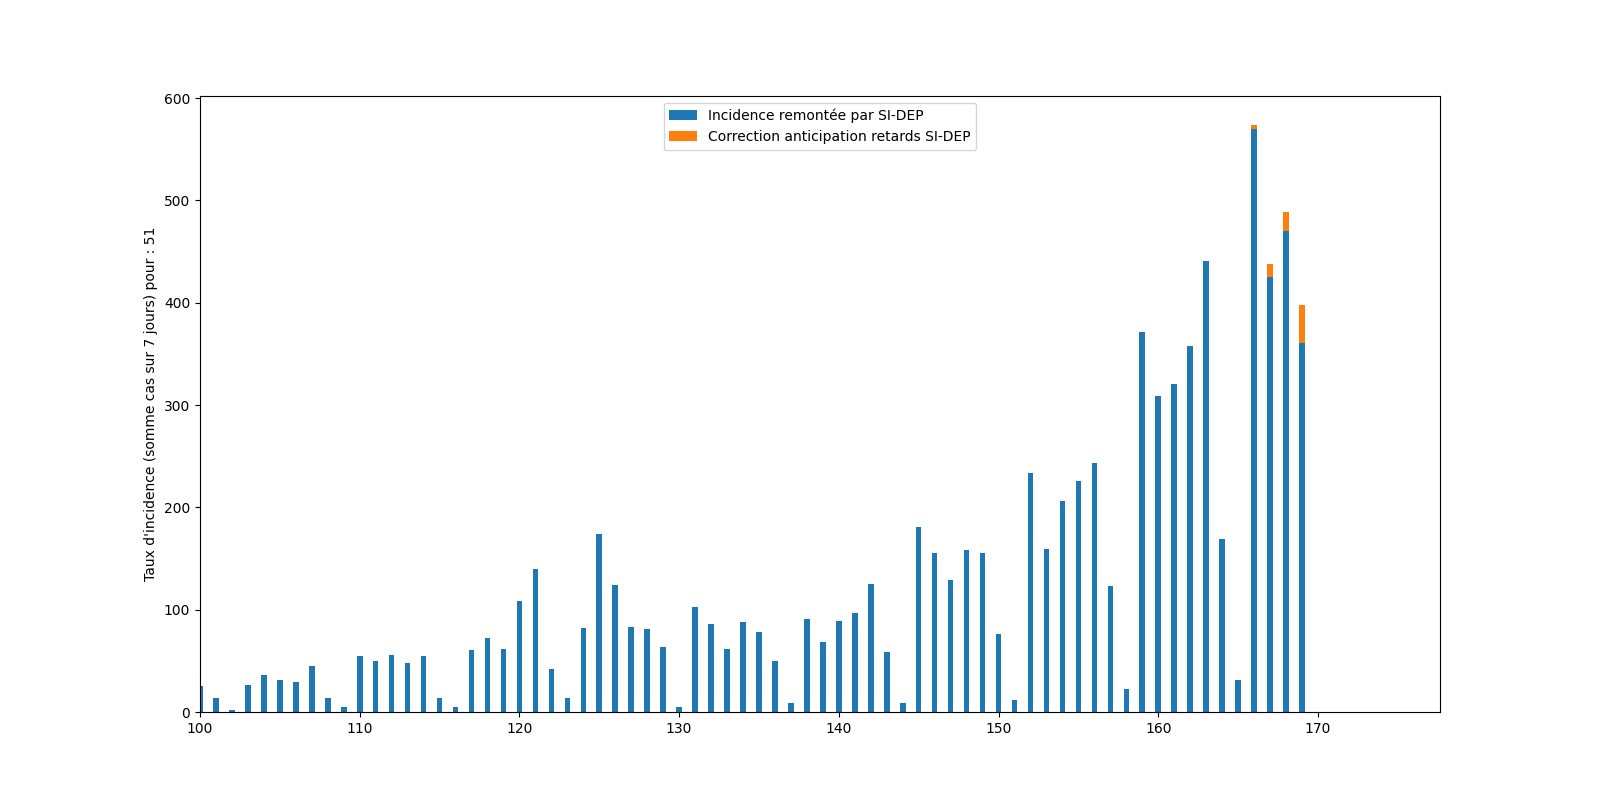 Incidence remontée par SI-DEP
Correction anticipation retards SI-DEP
Taux d'incidence (somme cas sur 7 jours) pour : 51
600
500
400
300
200
100
0
100 110 120 130 140 150 160 170